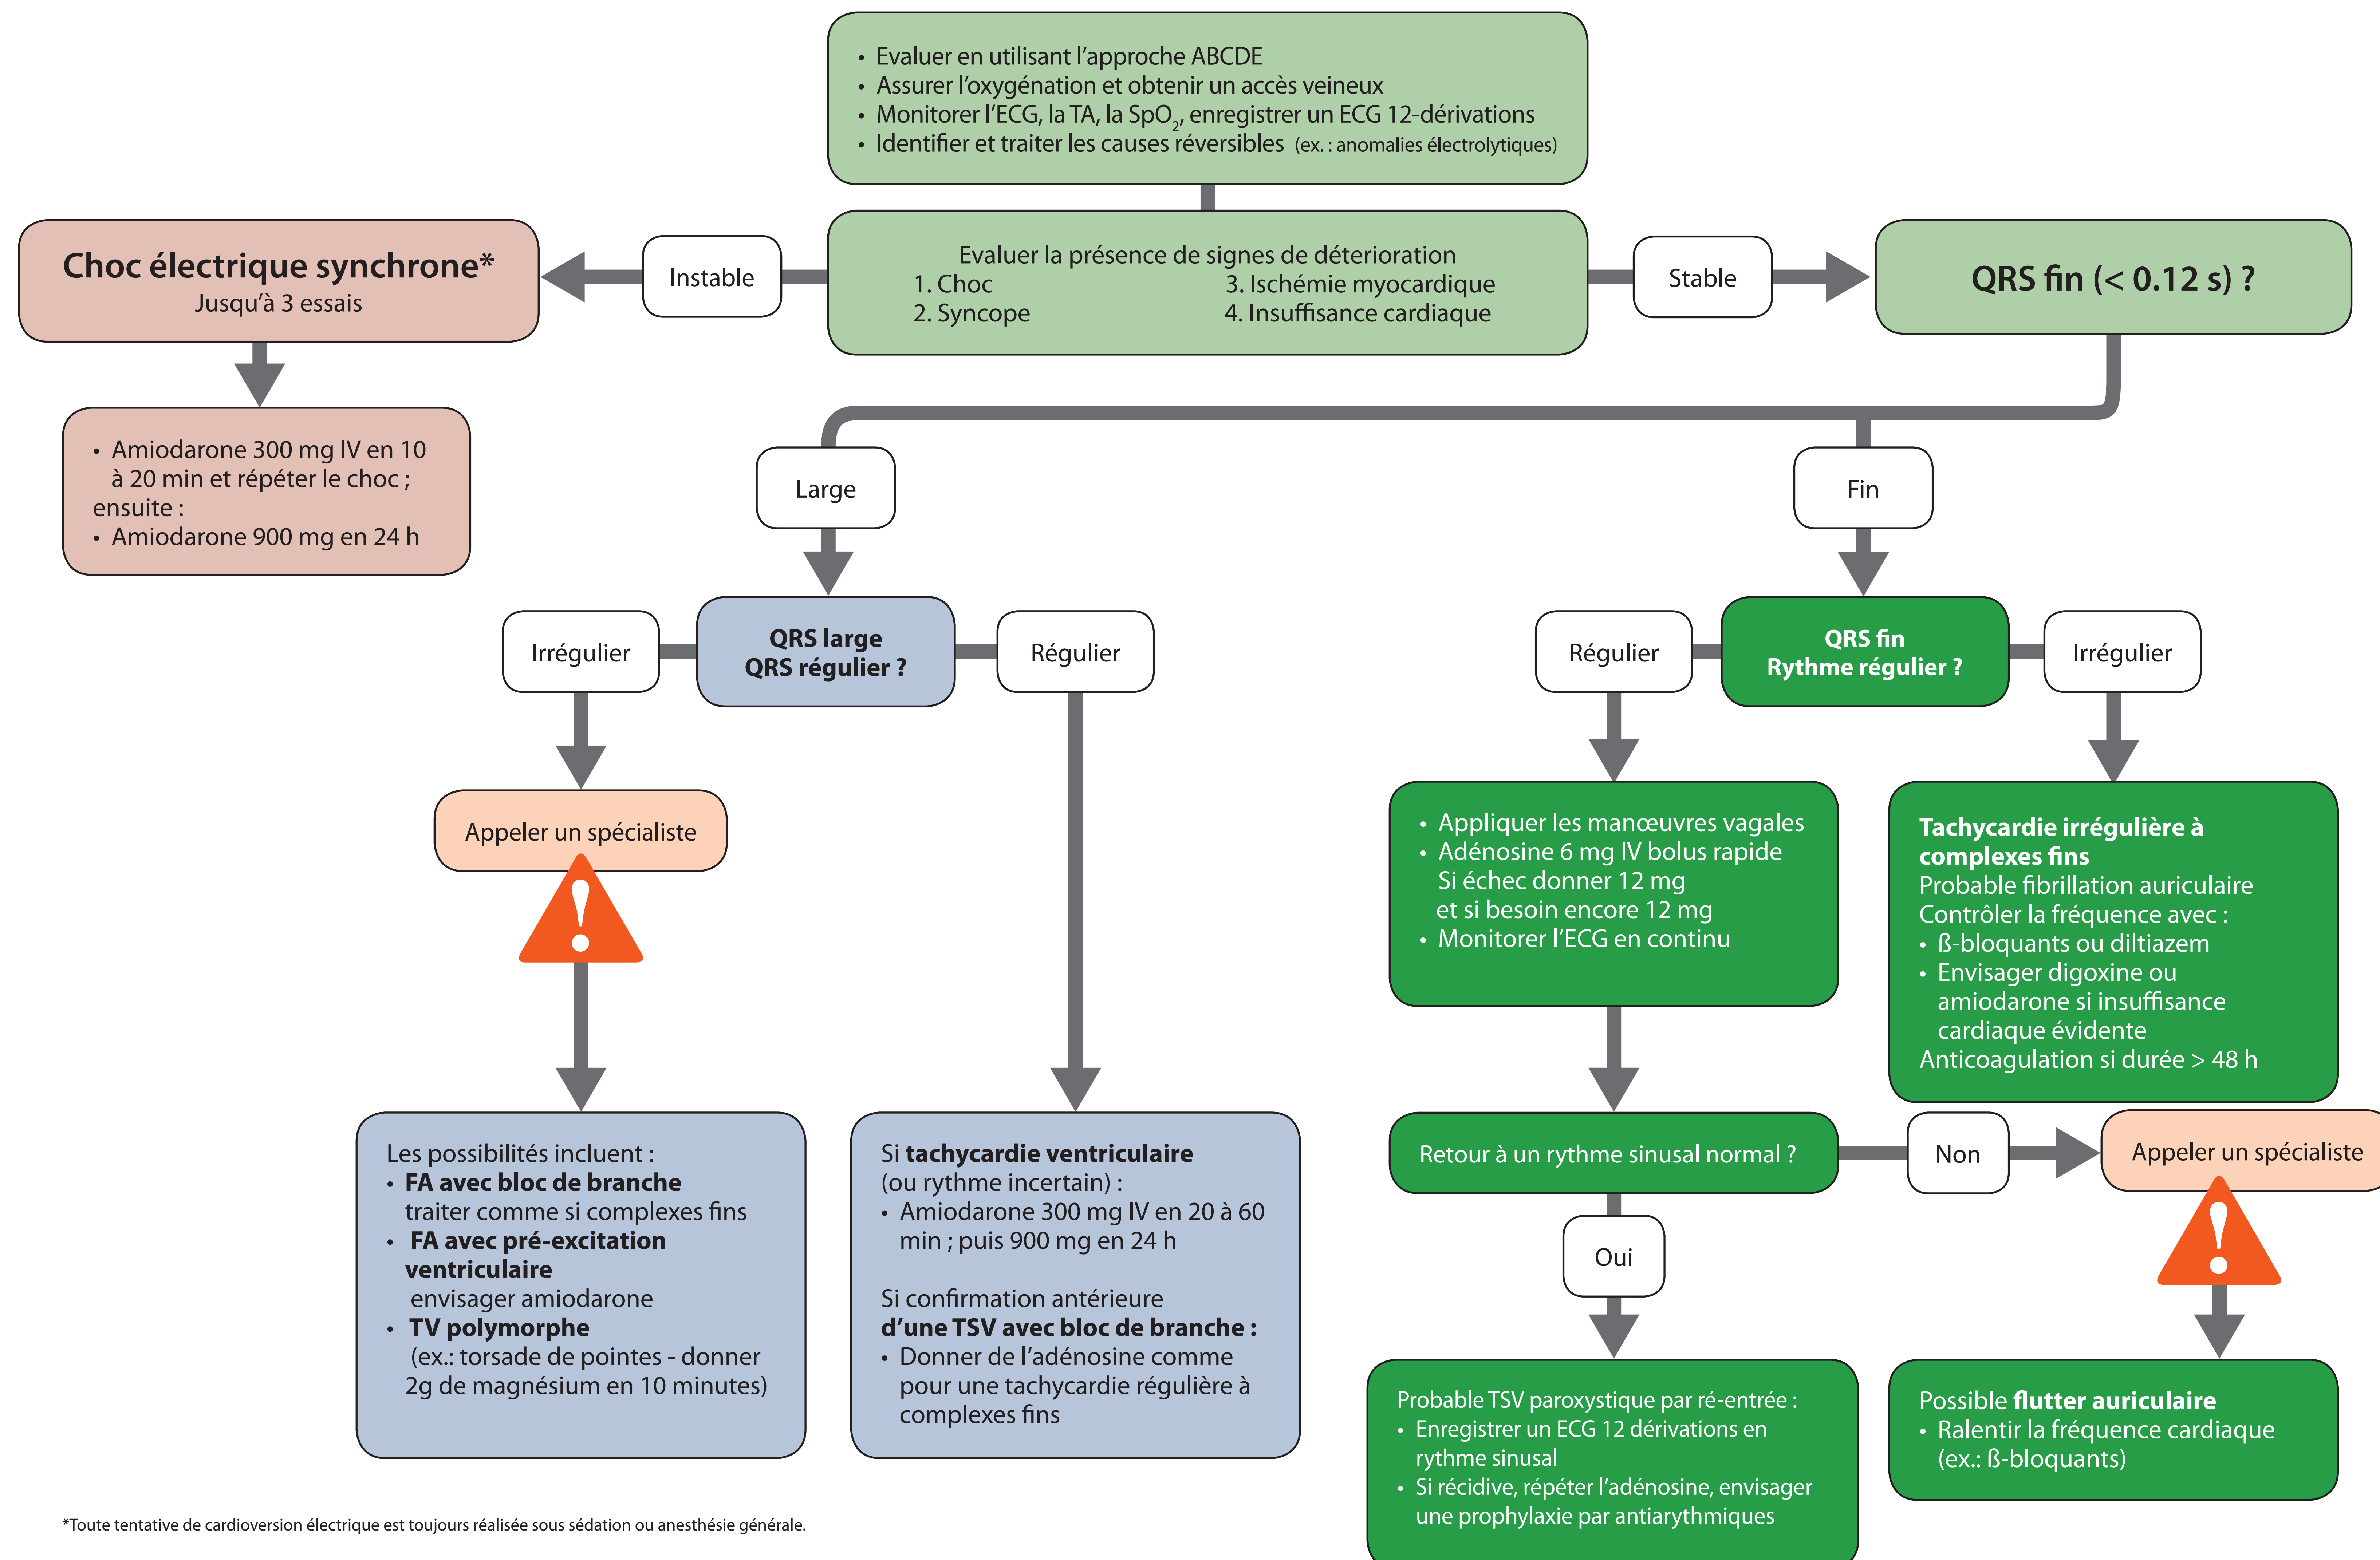 • Evaluer en utilisant l’approche ABCDE
• Assurer l’oxygénation et obtenir un accès veineux
• Monitorer l’ECG, la TA, la SpO2, enregistrer un ECG 12-dérivations
• Identifier et traiter les causes réversibles (ex. : anomalies électrolytiques)
Choc électrique synchrone*
Jusqu’à 3 essais
Instable
Evaluer la présence de signes de déterioration
1. Choc 3. Ischémie myocardique
2. Syncope 4. Insuffisance cardiaque
Stable
QRS fin (< 0.12 s) ?
• Amiodarone 300 mg IV en 10
à 20 min et répéter le choc ;
ensuite :
• Amiodarone 900 mg en 24 h
Large
Fin
Irrégulier
QRS large
QRS régulier ?
Régulier
Régulier
QRS fin
Rythme régulier ?
Irrégulier
Appeler un spécialiste
!
• Appliquer les manœuvres vagales
• Adénosine 6 mg IV bolus rapide
Si échec donner 12 mg
et si besoin encore 12 mg
• Monitorer l’ECG en continu
Tachycardie irrégulière à
complexes fins
Probable fibrillation auriculaire
Contrôler la fréquence avec :
• ß-bloquants ou diltiazem
• Envisager digoxine ou
amiodarone si insuffisance
cardiaque évidente
Anticoagulation si durée > 48 h
Les possibilités incluent :
• FA avec bloc de branche
traiter comme si complexes fins
• FA avec pré-excitation
ventriculaire
envisager amiodarone
• TV polymorphe
(ex.: torsade de pointes - donner
2g de magnésium en 10 minutes)
Si tachycardie ventriculaire
(ou rythme incertain) :
• Amiodarone 300 mg IV en 20 à 60
min ; puis 900 mg en 24 h
Si confirmation antérieure
d’une TSV avec bloc de branche :
• Donner de l’adénosine comme
pour une tachycardie régulière à
complexes fins
Retour à un rythme sinusal normal ?
Non
Appeler un spécialiste
!
Oui
Probable TSV paroxystique par ré-entrée :
• Enregistrer un ECG 12 dérivations en
rythme sinusal
• Si récidive, répéter l’adénosine, envisager
une prophylaxie par antiarythmiques
Possible flutter auriculaire
• Ralentir la fréquence cardiaque
(ex.: ß-bloquants)
*Toute tentative de cardioversion électrique est toujours réalisée sous sédation ou anesthésie générale.